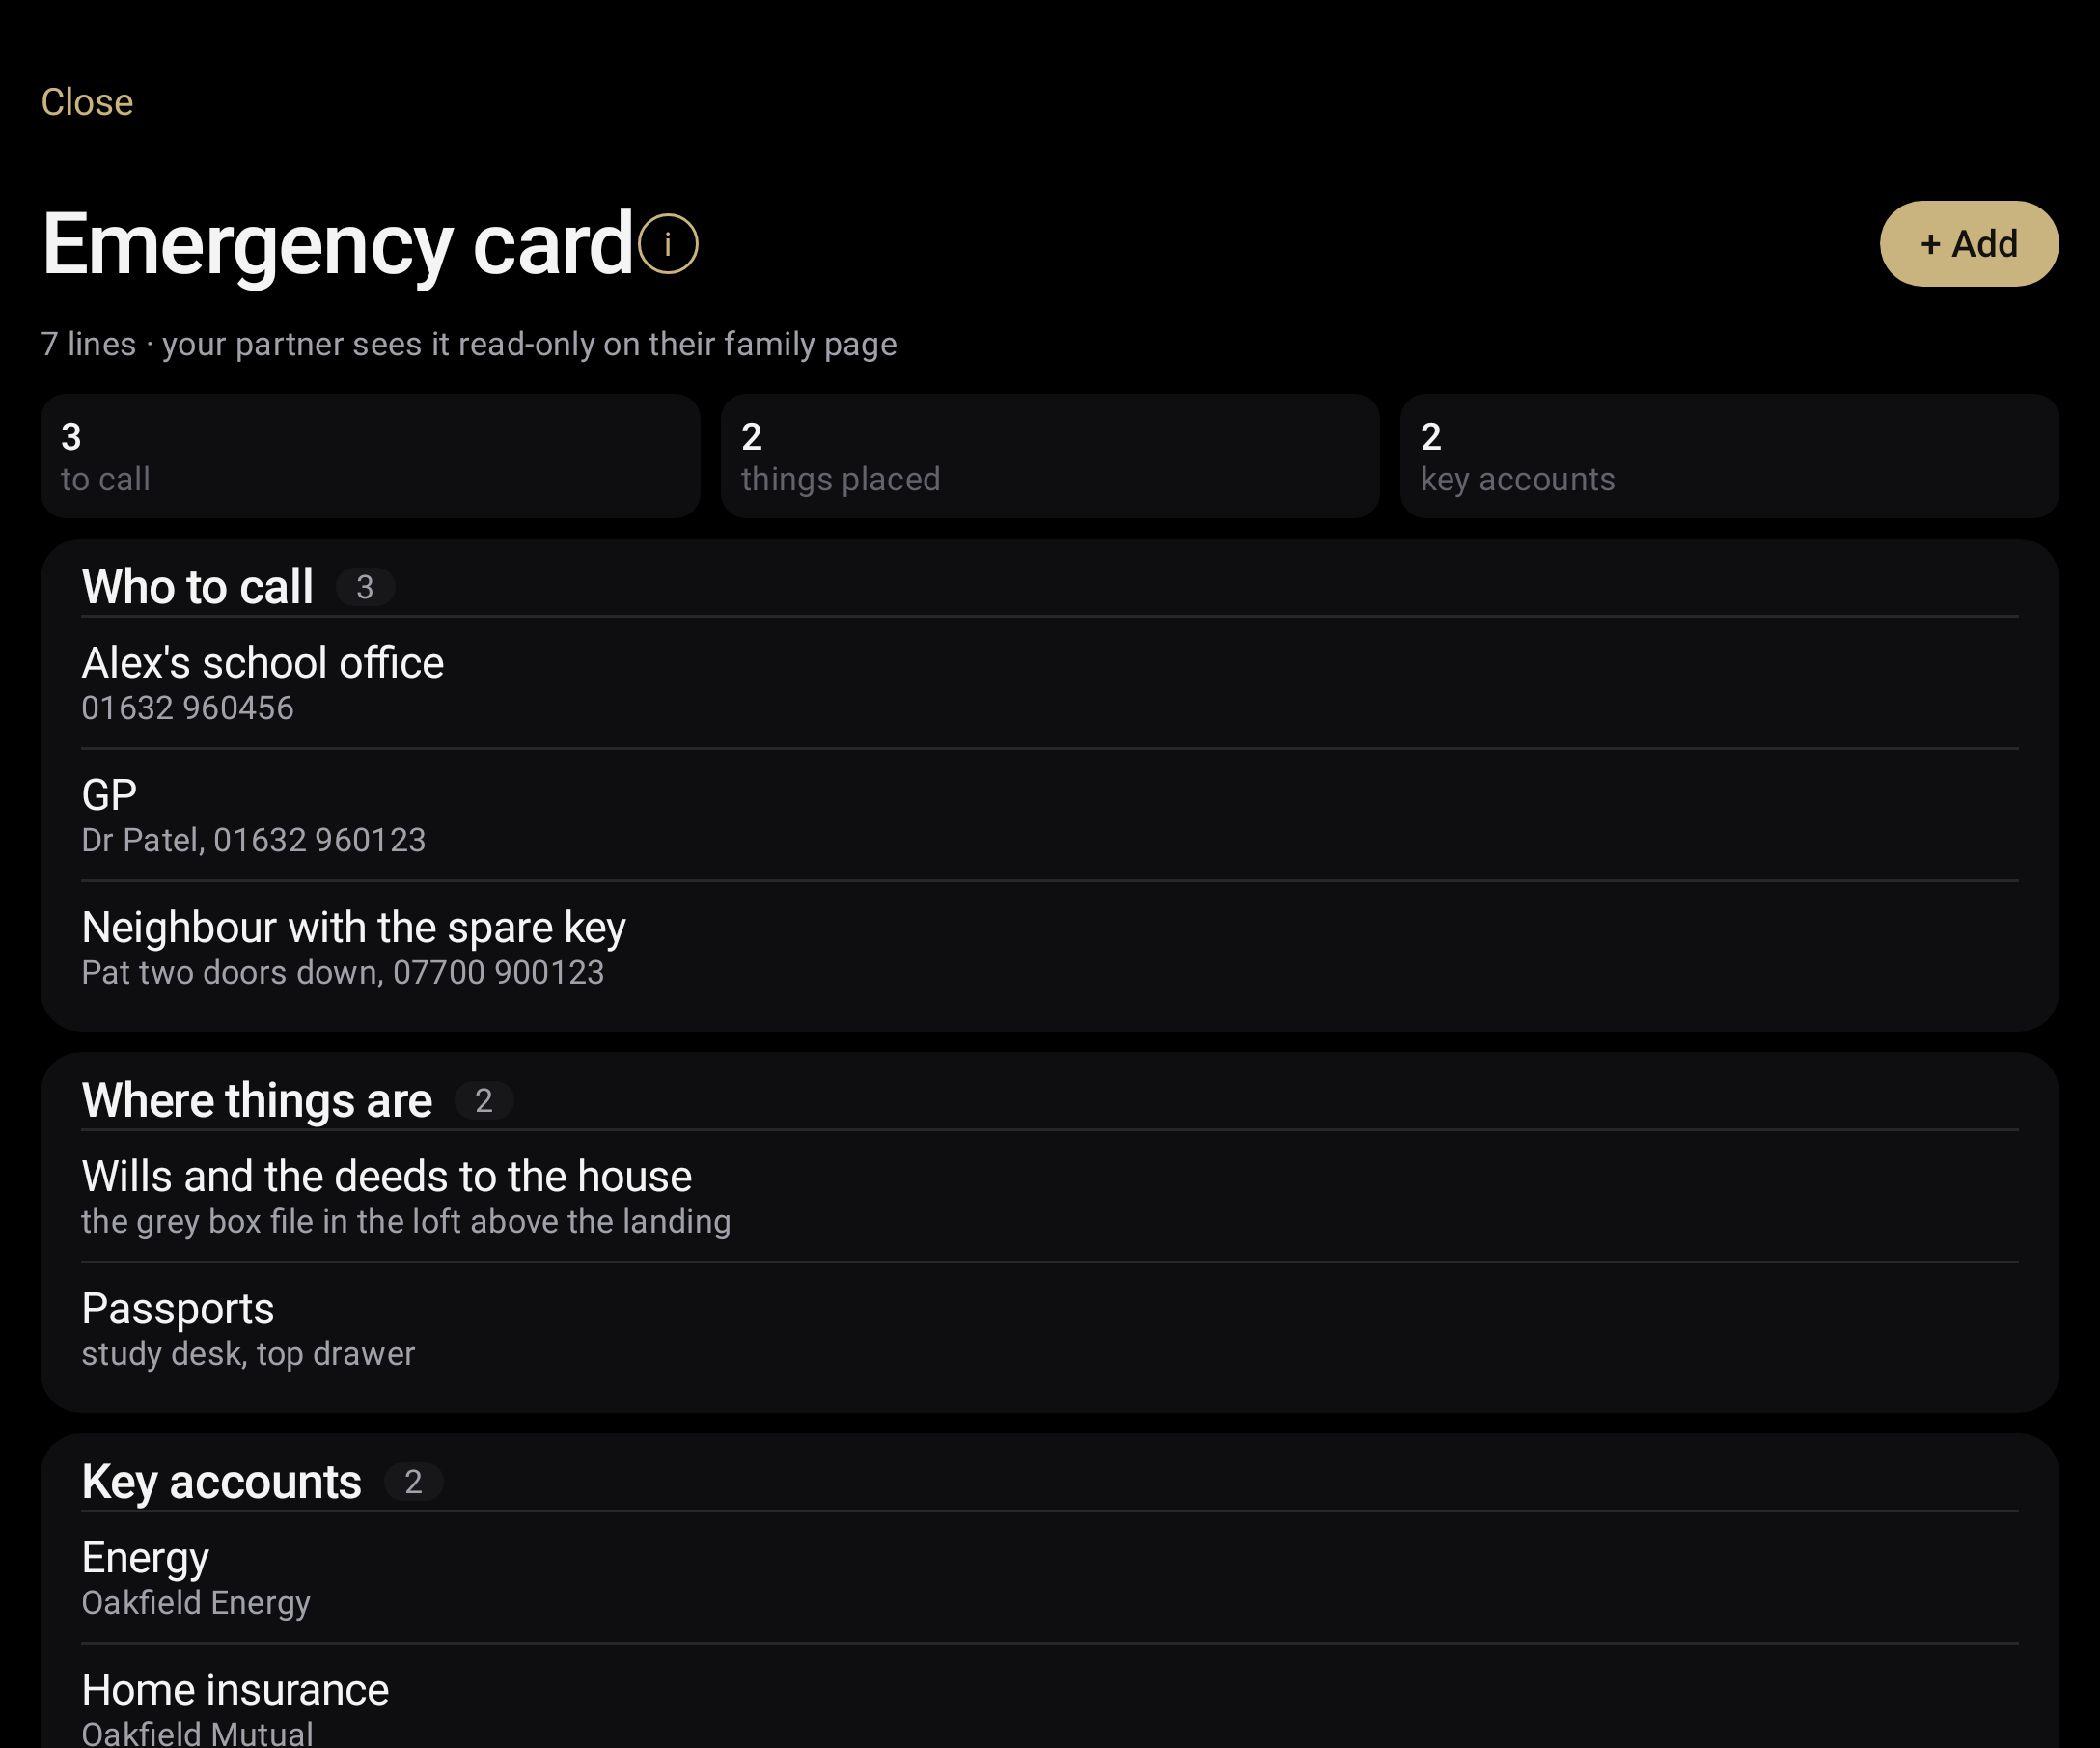 Close
Emergency card i
+ Add
7 lines · your partner sees it read-only on their family page
3
to call
2
things placed
2
key accounts
Who to call 3
Alex's school office
01632 960456
GP
Dr Patel, 01632 960123
Neighbour with the spare key
Pat two doors down, 07700 900123
Where things are 2
Wills and the deeds to the house
the grey box file in the loft above the landing
Passports
study desk, top drawer
Key accounts 2
Energy
Oakfield Energy
Home insurance
Oakfield Mutual